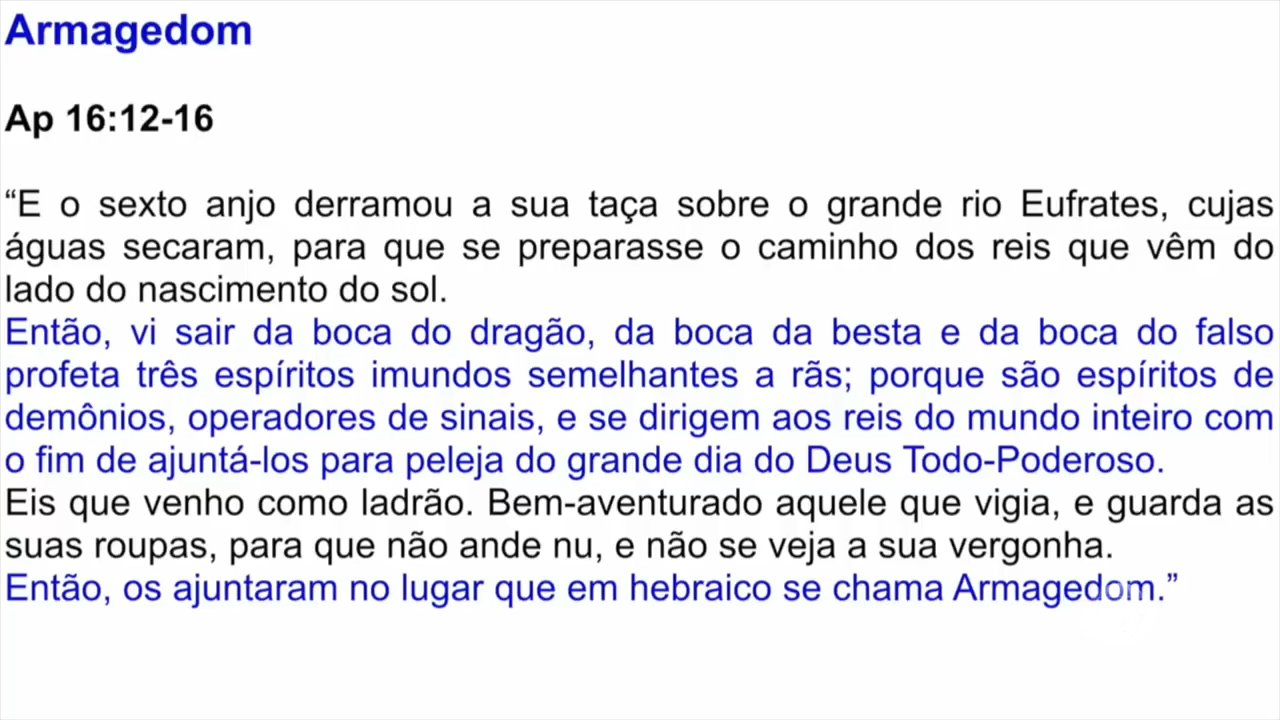 Armagedom
Ap 16:12-16
“E o sexto anjo derramou a sua taça sobre o grande rio Eufrates, cujas
águas secaram, para que se preparasse o caminho dos reis que vêm do
lado do nascimento do sol.
Então, vi sair da boca do dragão, da boca da besta e da boca do falso
profeta três espíritos imundos semelhantes a rãs; porque são espíritos de
demônios, operadores de sinais, e se dirigem aos reis do mundo inteiro com
o fim de ajuntá-los para peleja do grande dia do Deus Todo-Poderoso.
Eis que venho como ladrão. Bem-aventurado aquele que vigia, e guarda as
suas roupas, para que não ande nu, e não se veja a sua vergonha.
Então, os ajuntaram no lugar que em hebraico se chama Armagedom.”